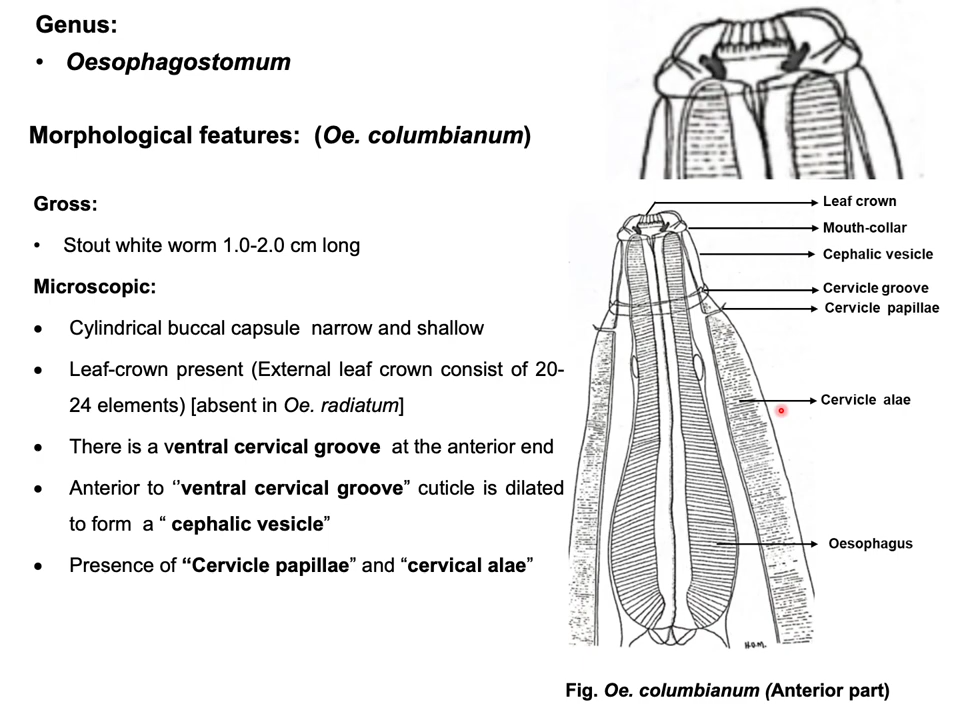 Genus:
• Oesophagostomum
Morphological features: (Oe. columbianum)
Gross:
• Stout white worm 1.0-2.0 cm long
Microscopic:
• Cylindrical buccal capsule narrow and shallow
• Leaf-crown present (External leaf crown consist of 20-
24 elements) [absent in Oe. radiatum]
• There is a ventral cervical groove at the anterior end
• Anterior to ‘’ventral cervical groove” cuticle is dilated
to form a “ cephalic vesicle”
• Presence of “Cervicle papillae” and “cervical alae”
Leaf crown
Mouth-collar
Cephalic vesicle
Cervicle groove
Cervicle papillae
Cervicle alae
Oesophagus
H.O.M.
Fig. Oe. columbianum (Anterior part)